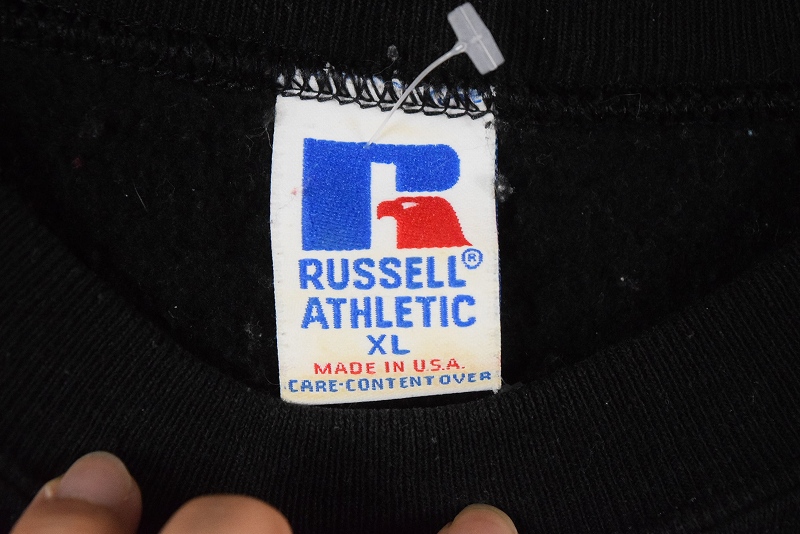 R
RUSSELL®
ATHLETIC
XL
MADE IN U.S.A.
CARE·CONTENT OVER